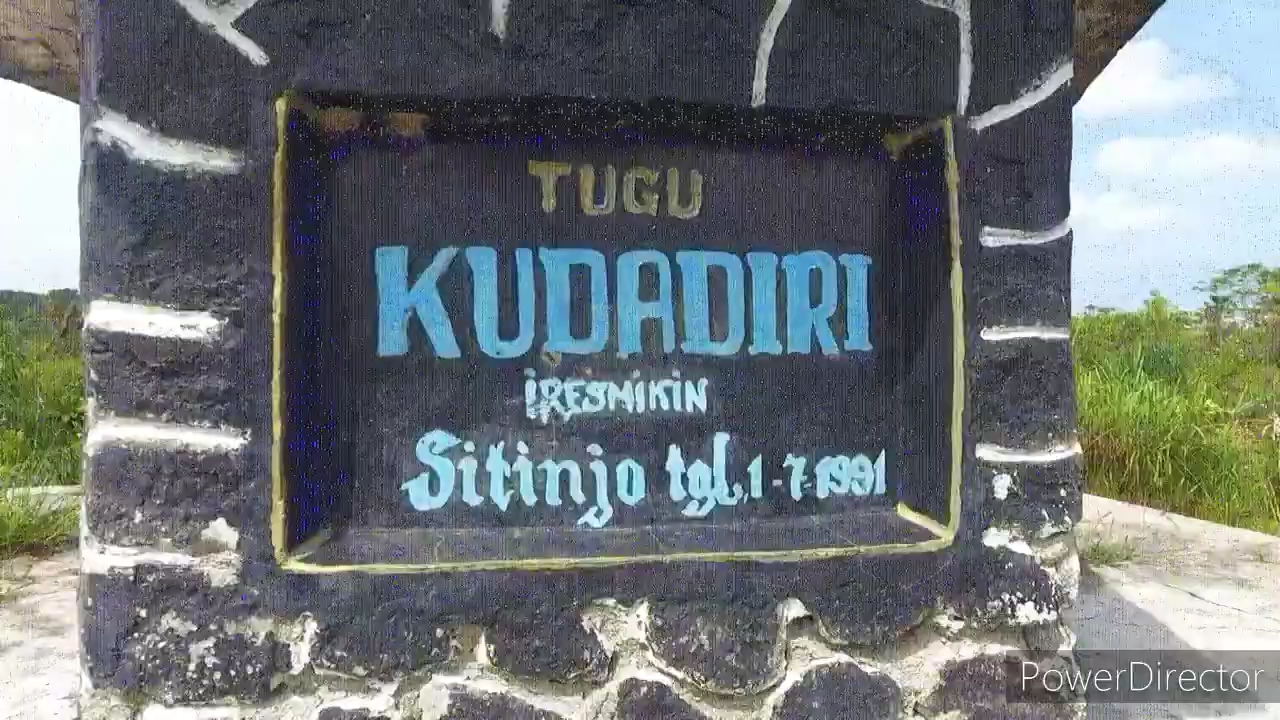 TUGU
KUDADIRI
iRESMIKIN
Sitinjo tgl. 1-7-1991
PowerDirector